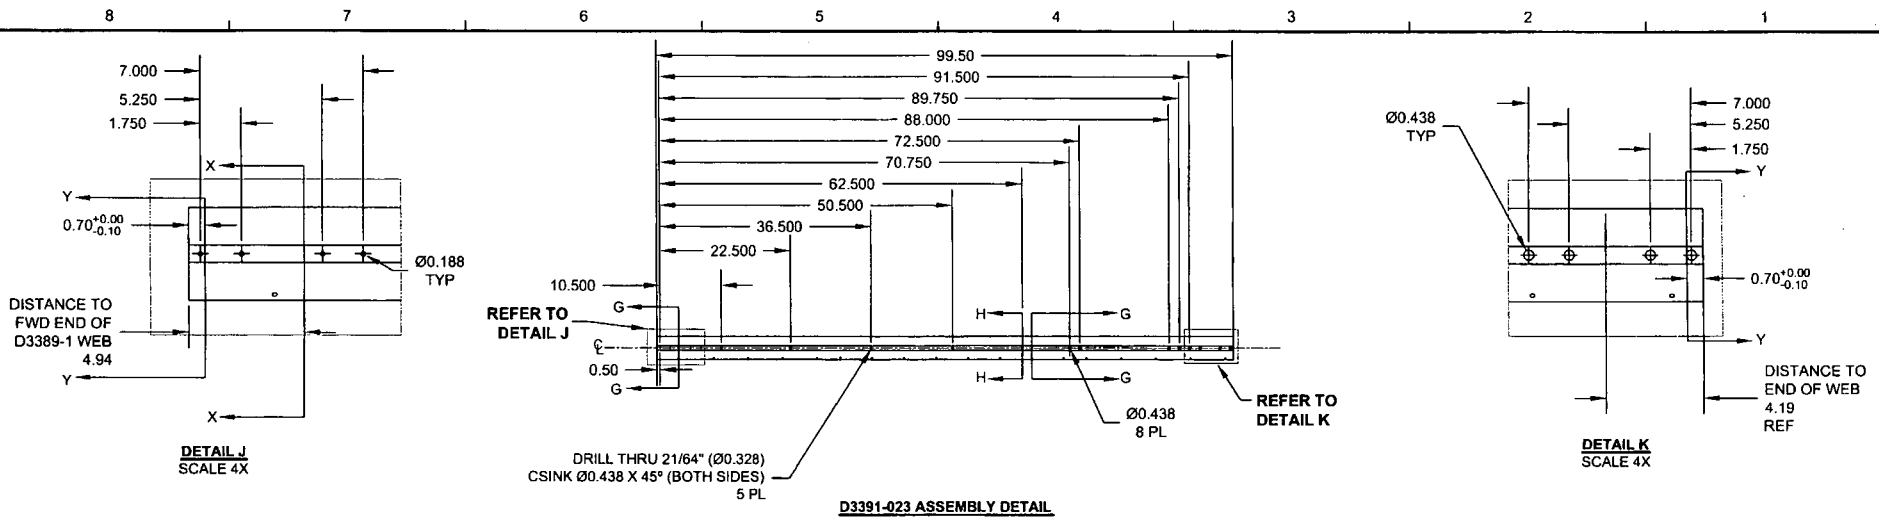 8 7 6 5 4 3 2 1
7.000
5.250
1.750
X
Y
0.70 +0.00 -0.10
Ø0.188
TYP
DISTANCE TO
FWD END OF
D3389-1 WEB
4.94
Y
X
DETAIL J
SCALE 4X
99.50
91.500
89.750
88.000
72.500
70.750
62.500
50.500
36.500
22.500
10.500
G
H
G
REFER TO
DETAIL J
℄
0.50
G
H
G
REFER TO
DETAIL K
Ø0.438
8 PL
DRILL THRU 21/64" (Ø0.328)
CSINK Ø0.438 X 45° (BOTH SIDES)
5 PL
D3391-023 ASSEMBLY DETAIL
Ø0.438
TYP
7.000
5.250
1.750
Y
0.70 +0.00 -0.10
Y
DISTANCE TO
END OF WEB
4.19
REF
DETAIL K
SCALE 4X